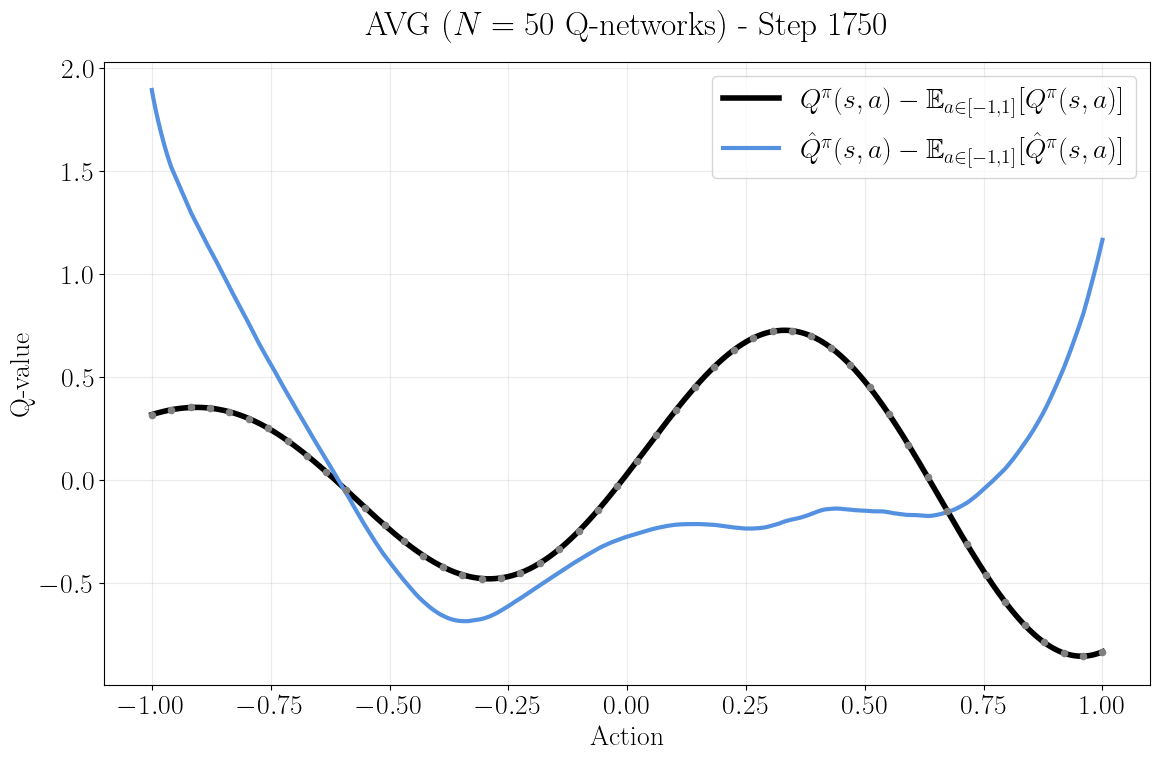 AVG (N = 50 Q-networks) - Step 1750
Q^π(s, a) − 𝔼_{a∈[−1,1]}[Q^π(s, a)]
Q̂^π(s, a) − 𝔼_{a∈[−1,1]}[Q̂^π(s, a)]
Q-value
2.0
1.5
1.0
0.5
0.0
−0.5
−1.00 −0.75 −0.50 −0.25 0.00 0.25 0.50 0.75 1.00
Action